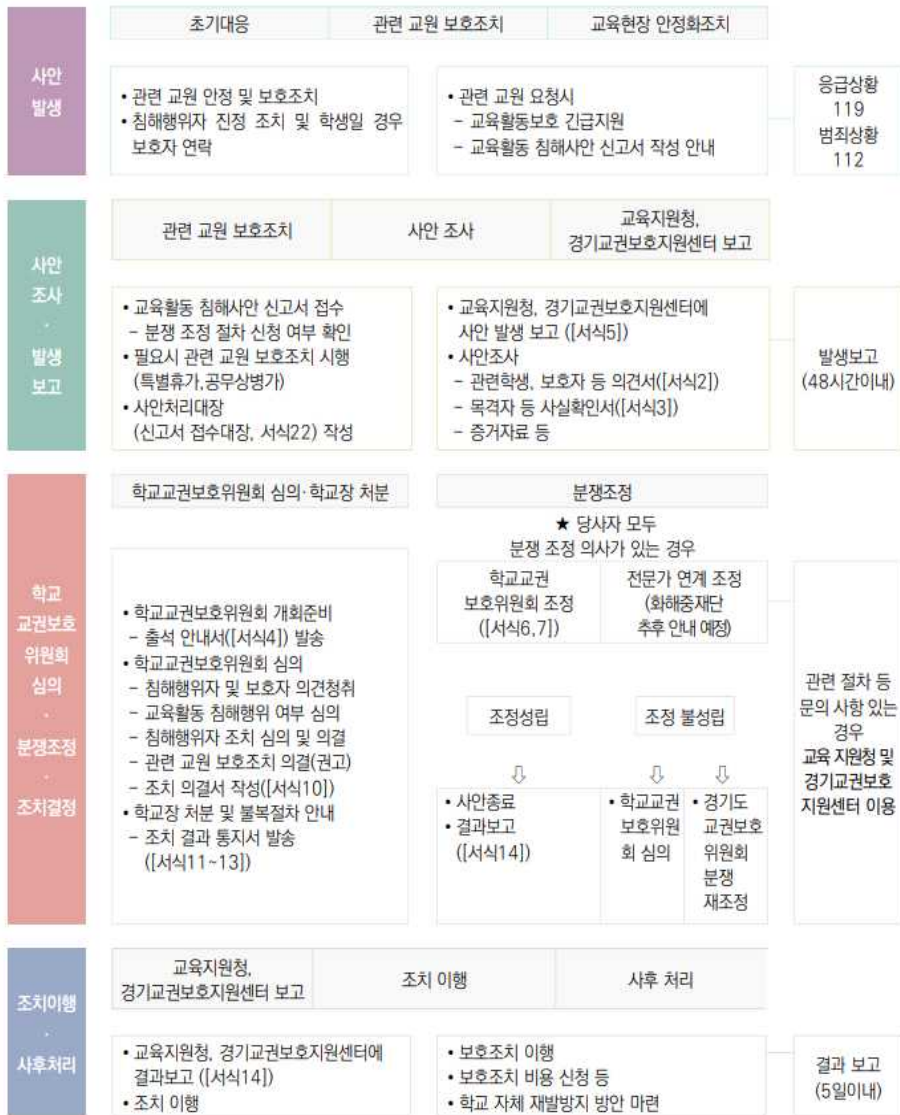 사안
발생
초기대응
관련 교원 보호조치
교육현장 안정화조치
• 관련 교원 안정 및 보호조치
• 침해행위자 진정 조치 및 학생일 경우
보호자 연락
• 관련 교원 요청시
– 교육활동보호 긴급지원
– 교육활동 침해사안 신고서 작성 안내
응급상황
119
범죄상황
112
사안
조사
·
발생
보고
관련 교원 보호조치
사안 조사
교육지원청,
경기교권보호지원센터 보고
• 교육활동 침해사안 신고서 접수
– 분쟁 조정 절차 신청 여부 확인
• 필요시 관련 교원 보호조치 시행
(특별휴가,공무상병가)
• 사안처리대장
(신고서 접수대장, 서식22) 작성
• 교육지원청, 경기교권보호지원센터에
사안 발생 보고 ([서식5])
• 사안조사
– 관련학생, 보호자 등 의견서([서식2])
– 목격자 등 사실확인서([서식3])
– 증거자료 등
발생보고
(48시간이내)
학교
교권보호
위원회
심의
·
분쟁조정
·
조치결정
학교교권보호위원회 심의·학교장 처분
• 학교교권보호위원회 개회준비
– 출석 안내서([서식4]) 발송
• 학교교권보호위원회 심의
– 침해행위자 및 보호자 의견청취
– 교육활동 침해행위 여부 심의
– 침해행위자 조치 심의 및 의결
– 관련 교원 보호조치 의결(권고)
– 조치 의결서 작성([서식10])
• 학교장 처분 및 불복절차 안내
– 조치 결과 통지서 발송
([서식11~13])
분쟁조정
★ 당사자 모두
분쟁 조정 의사가 있는 경우
학교교권
보호위원회 조정
([서식6,7])
전문가 연계 조정
(화해중재단
추후 안내 예정)
조정성립
조정 불성립
⇩
⇩
⇩
• 사안종료
• 결과보고
([서식14])
• 학교교권
보호위원
회 심의
• 경기도
교권보호
위원회
분쟁
재조정
관련 절차 등
문의 사항 있는
경우
교육 지원청 및
경기교권보호
지원센터 이용
조치이행
·
사후처리
교육지원청,
경기교권보호지원센터 보고
조치 이행
사후 처리
• 교육지원청, 경기교권보호지원센터에
결과보고 ([서식14])
• 조치 이행
• 보호조치 이행
• 보호조치 비용 신청 등
• 학교 자체 재발방지 방안 마련
결과 보고
(5일이내)